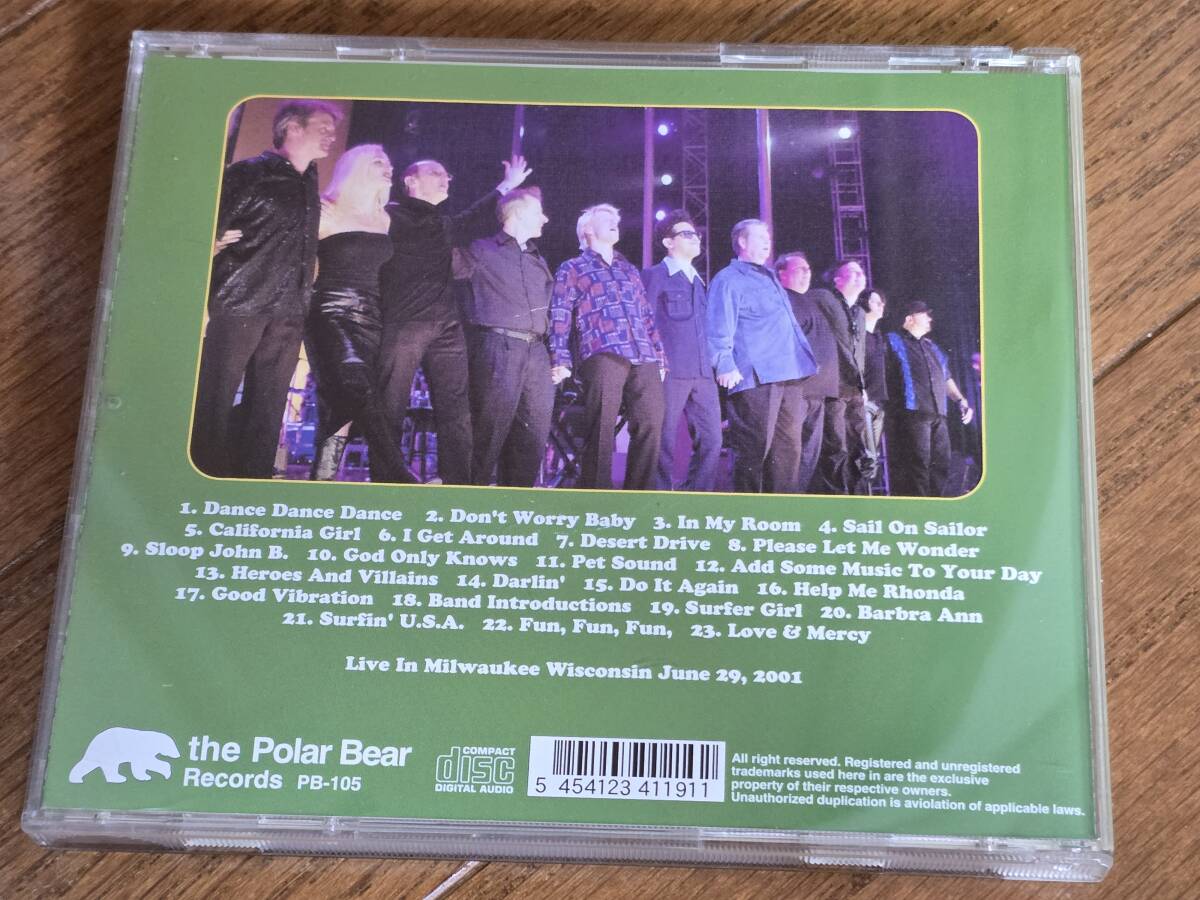 1. Dance Dance Dance 2. Don't Worry Baby 3. In My Room 4. Sail On Sailor
5. California Girl 6. I Get Around 7. Desert Drive 8. Please Let Me Wonder
9. Sloop John B. 10. God Only Knows 11. Pet Sound 12. Add Some Music To Your Day
13. Heroes And Villains 14. Darlin' 15. Do It Again 16. Help Me Rhonda
17. Good Vibration 18. Band Introductions 19. Surfer Girl 20. Barbra Ann
21. Surfin' U.S.A. 22. Fun, Fun, Fun, 23. Love & Mercy
Live In Milwaukee Wisconsin June 29, 2001
the Polar Bear
Records PB-105
COMPACT
disc
DIGITAL AUDIO
5 454123 411911
All right reserved. Registered and unregistered
trademarks used here in are the exclusive
property of their respective owners.
Unauthorized duplication is aviolation of applicable laws.